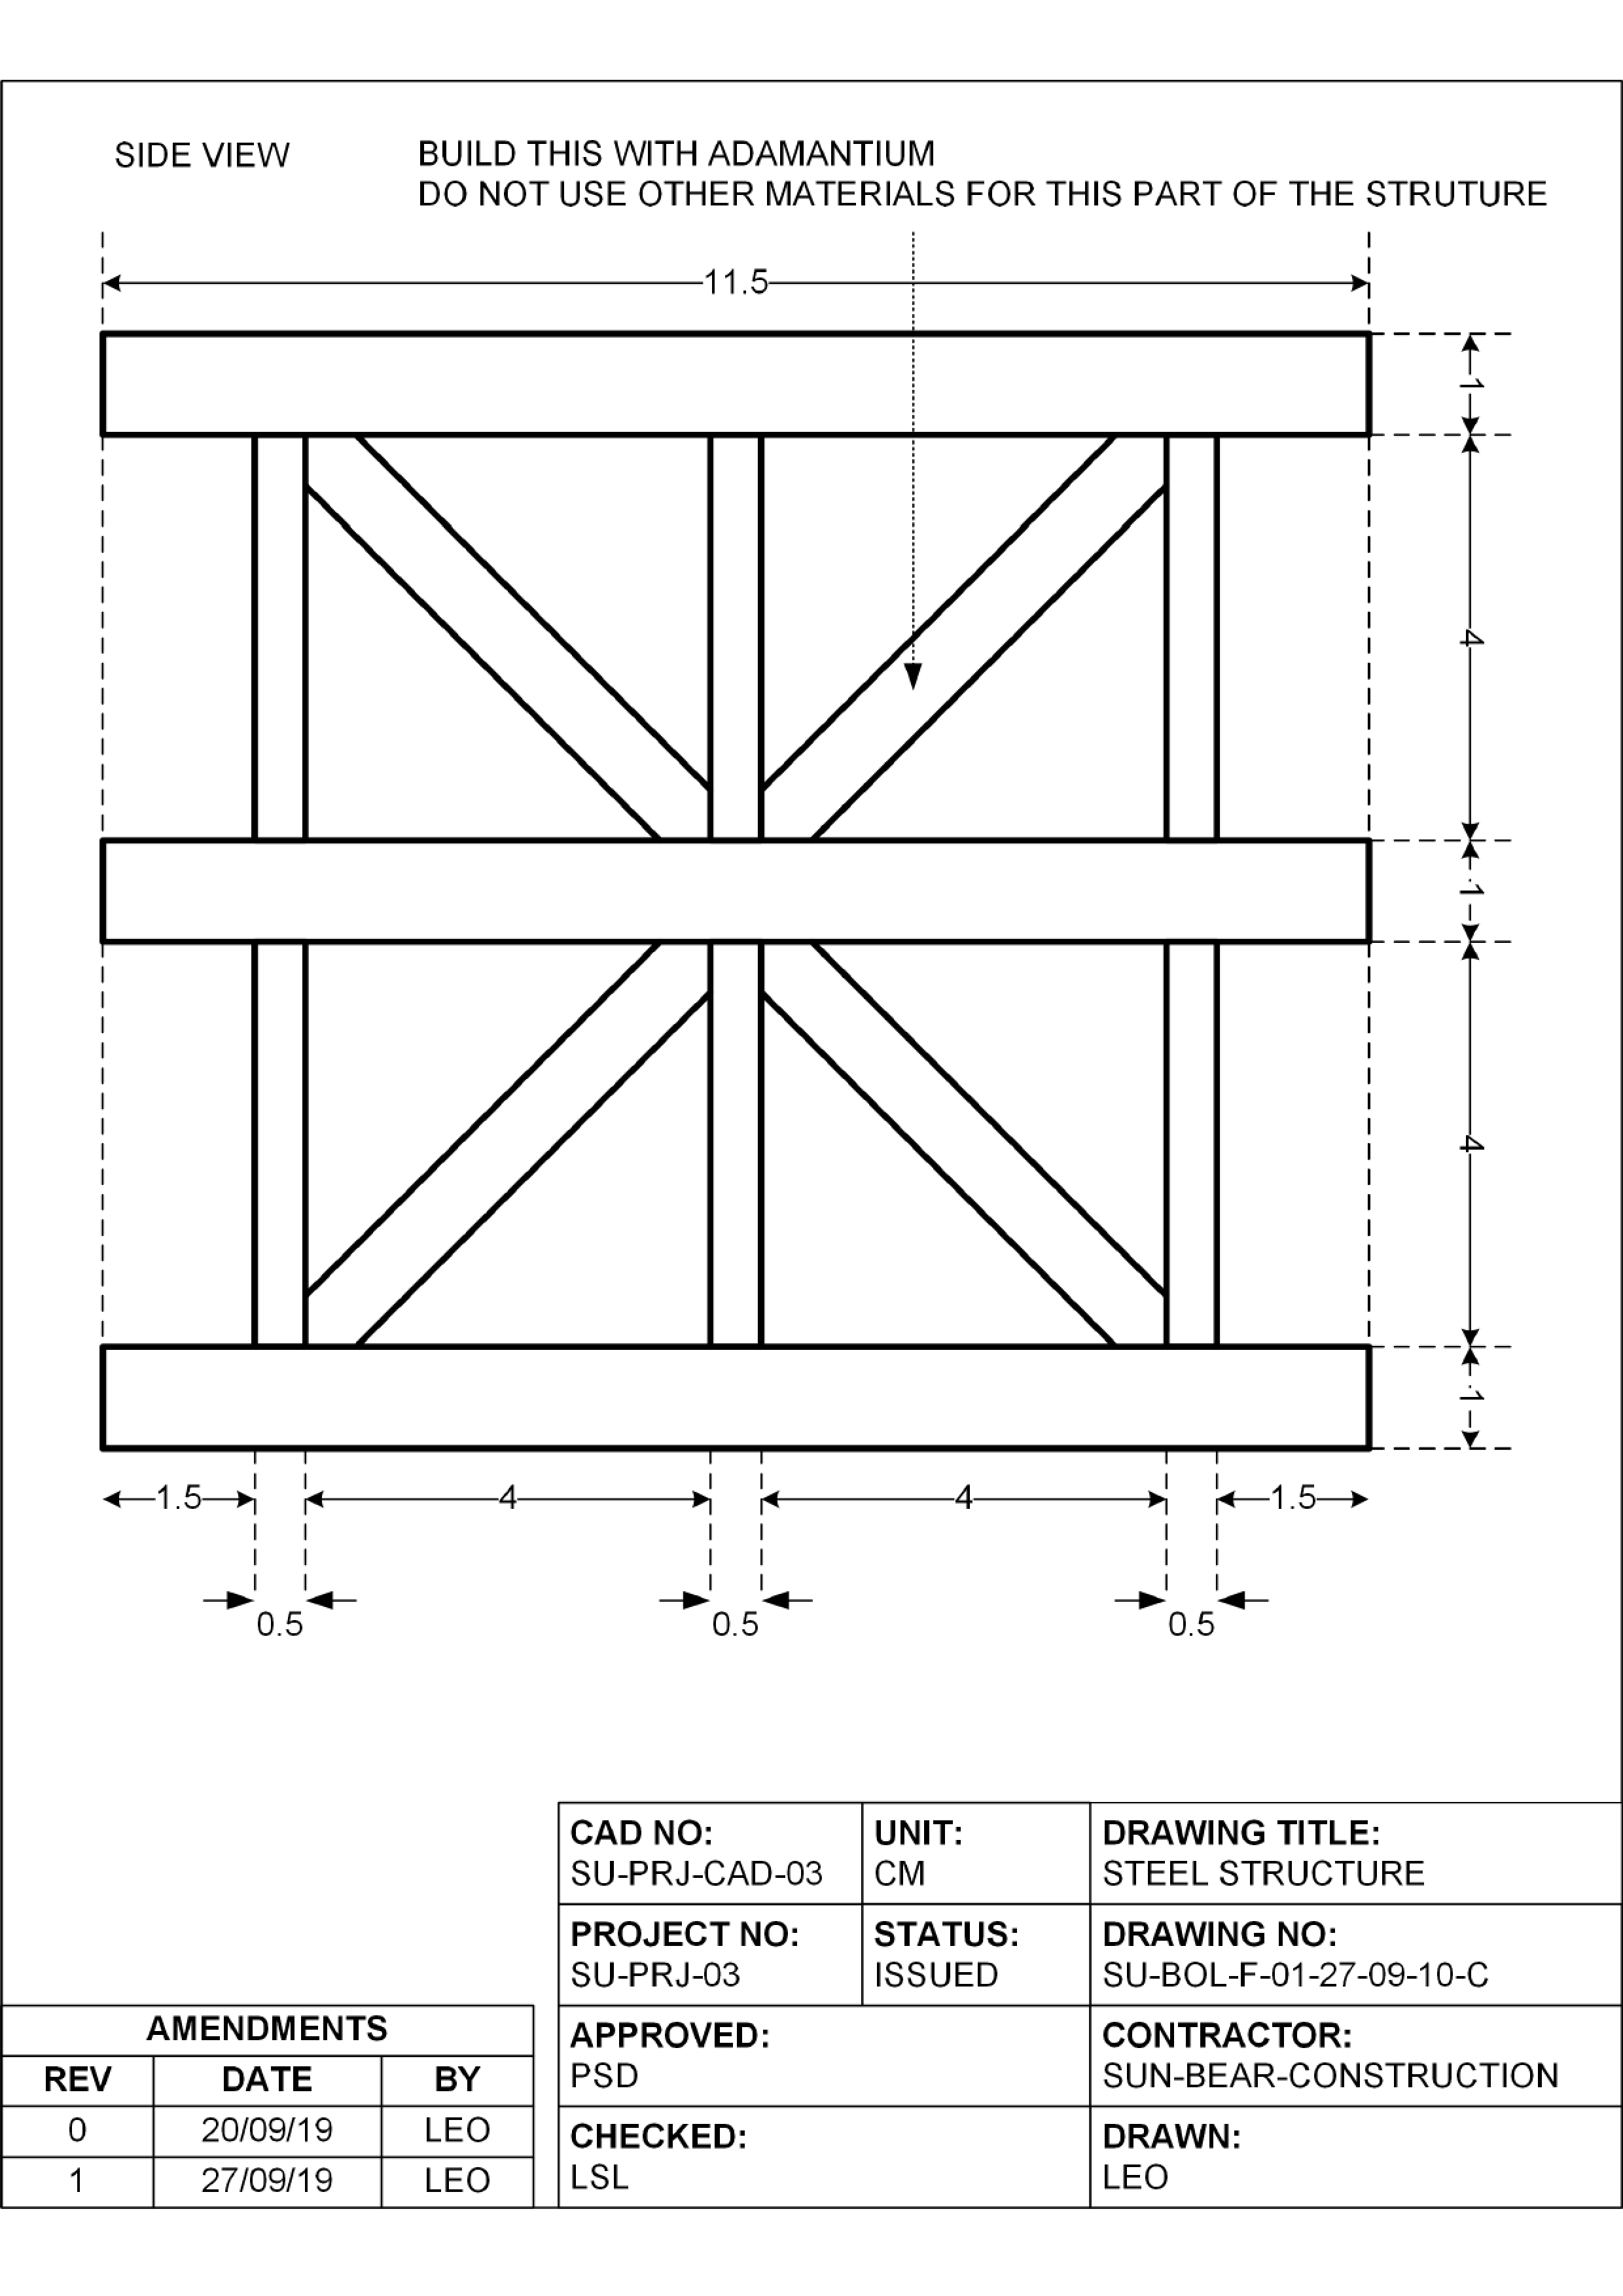 SIDE VIEW
BUILD THIS WITH ADAMANTIUM
DO NOT USE OTHER MATERIALS FOR THIS PART OF THE STRUTURE
11.5
1
4
1
4
1
1.5
4
4
1.5
0.5
0.5
0.5
CAD NO:
SU-PRJ-CAD-03
UNIT:
CM
DRAWING TITLE:
STEEL STRUCTURE
PROJECT NO:
SU-PRJ-03
STATUS:
ISSUED
DRAWING NO:
SU-BOL-F-01-27-09-10-C
APPROVED:
PSD
CONTRACTOR:
SUN-BEAR-CONSTRUCTION
CHECKED:
LSL
DRAWN:
LEO
AMENDMENTS
REV DATE BY
0 20/09/19 LEO
1 27/09/19 LEO